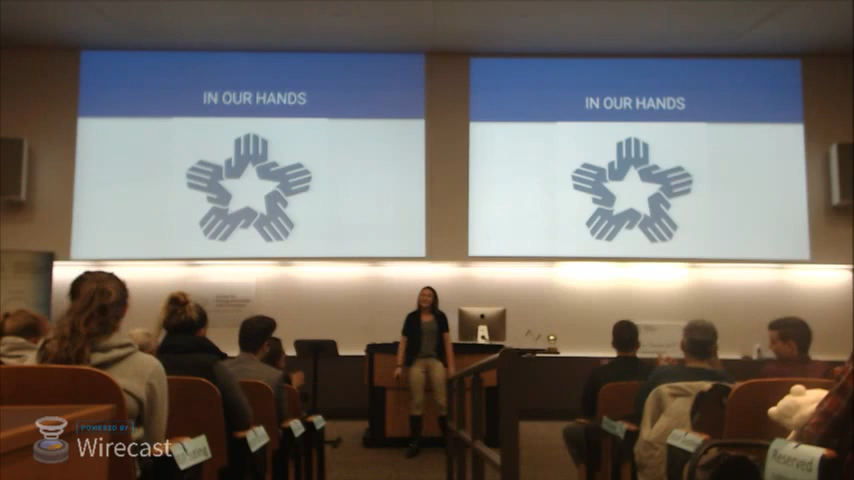 IN OUR HANDS
IN OUR HANDS
POWERED BY
Wirecast
Reserved